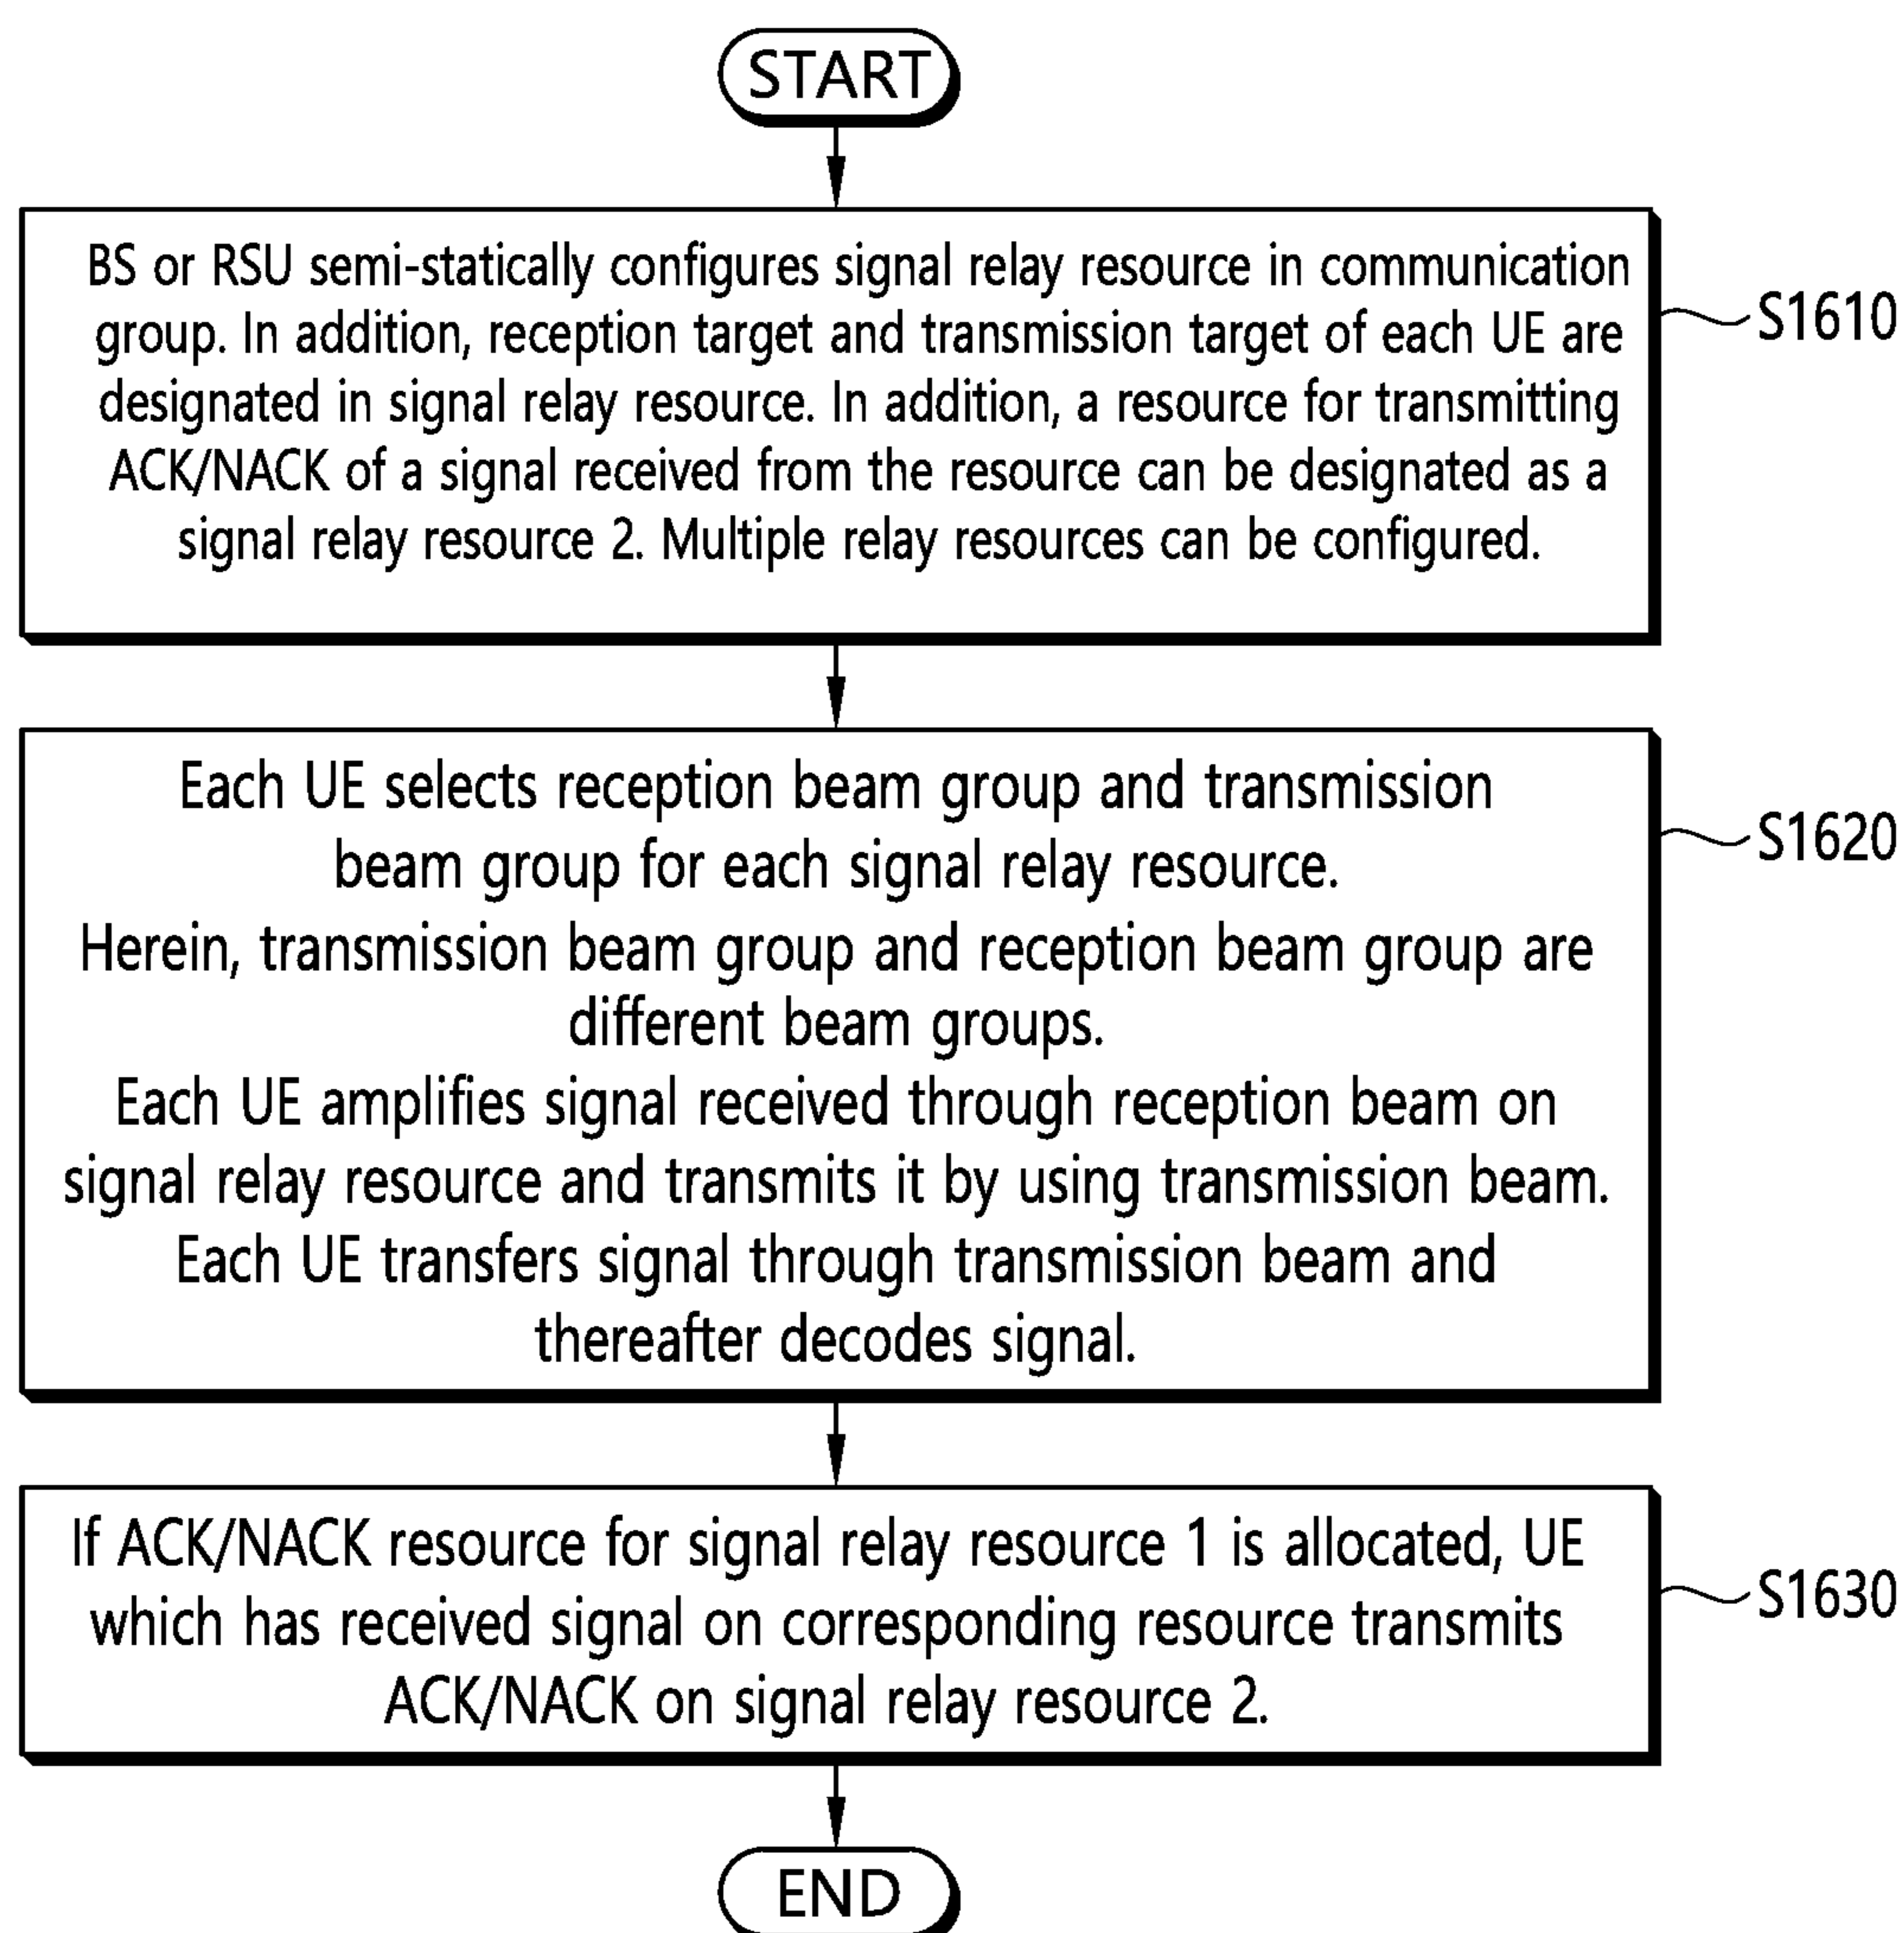 START
BS or RSU semi-statically configures signal relay resource in communication
group. In addition, reception target and transmission target of each UE are
designated in signal relay resource. In addition, a resource for transmitting
ACK/NACK of a signal received from the resource can be designated as a
signal relay resource 2. Multiple relay resources can be configured.
S1610
Each UE selects reception beam group and transmission
beam group for each signal relay resource.
Herein, transmission beam group and reception beam group are
different beam groups.
Each UE amplifies signal received through reception beam on
signal relay resource and transmits it by using transmission beam.
Each UE transfers signal through transmission beam and
thereafter decodes signal.
S1620
If ACK/NACK resource for signal relay resource 1 is allocated, UE
which has received signal on corresponding resource transmits
ACK/NACK on signal relay resource 2.
S1630
END